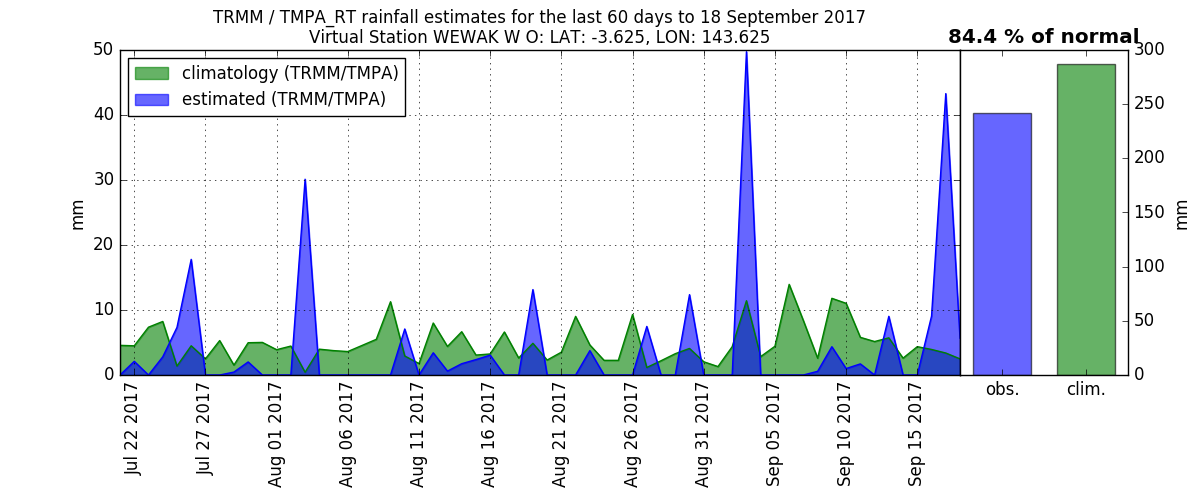 TRMM / TMPA_RT rainfall estimates for the last 60 days to 18 September 2017
Virtual Station WEWAK W O: LAT: -3.625, LON: 143.625
84.4 % of normal
climatology (TRMM/TMPA)
estimated (TRMM/TMPA)
50
40
30
20
10
0
mm
300
250
200
150
100
50
0
mm
Jul 22 2017
Jul 27 2017
Aug 01 2017
Aug 06 2017
Aug 11 2017
Aug 16 2017
Aug 21 2017
Aug 26 2017
Aug 31 2017
Sep 05 2017
Sep 10 2017
Sep 15 2017
obs.
clim.